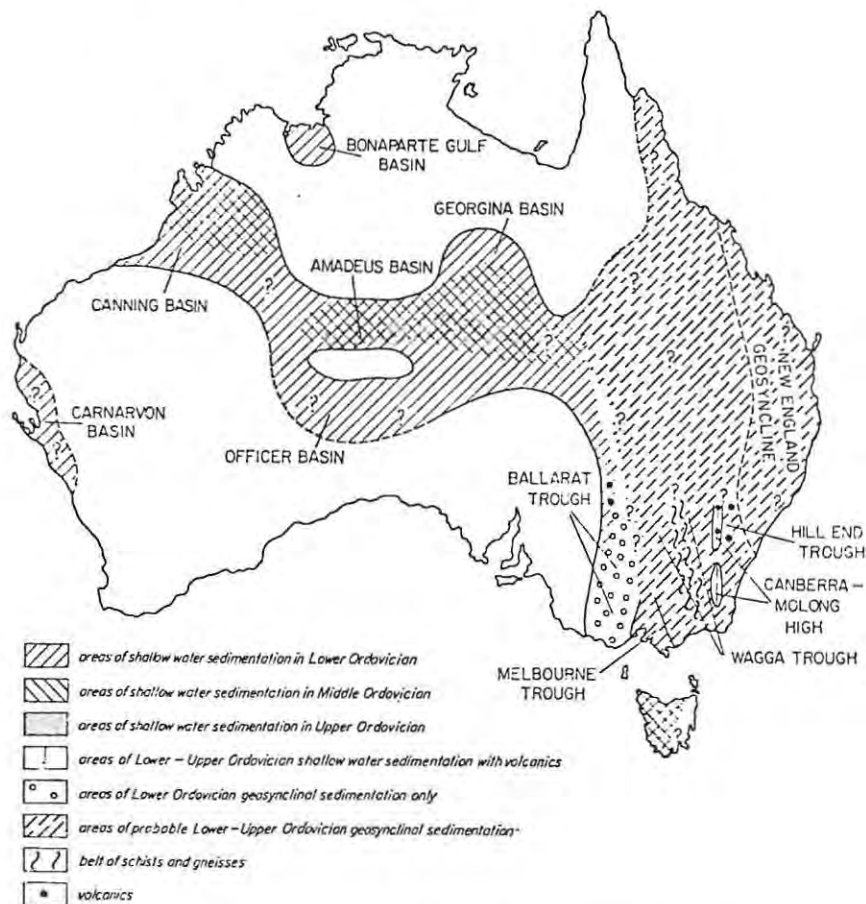 BONAPARTE GULF
BASIN
GEORGINA BASIN
AMADEUS BASIN
CANNING BASIN
CARNARVON
BASIN
OFFICER BASIN
NEW ENGLAND
GEOSYNCLINE
BALLARAT
TROUGH
HILL END
TROUGH
CANBERRA –
MOLONG
HIGH
WAGGA TROUGH
MELBOURNE
TROUGH
? ? ? ? ? ? ? ? ? ? ? ? ? ? ? ? ? ?
areas of shallow water sedimentation in Lower Ordovician
areas of shallow water sedimentation in Middle Ordovician
areas of shallow water sedimentation in Upper Ordovician
areas of Lower – Upper Ordovician shallow water sedimentation with volcanics
areas of Lower Ordovician geosynclinal sedimentation only
areas of probable Lower – Upper Ordovician geosynclinal sedimentation
belt of schists and gneisses
volcanics